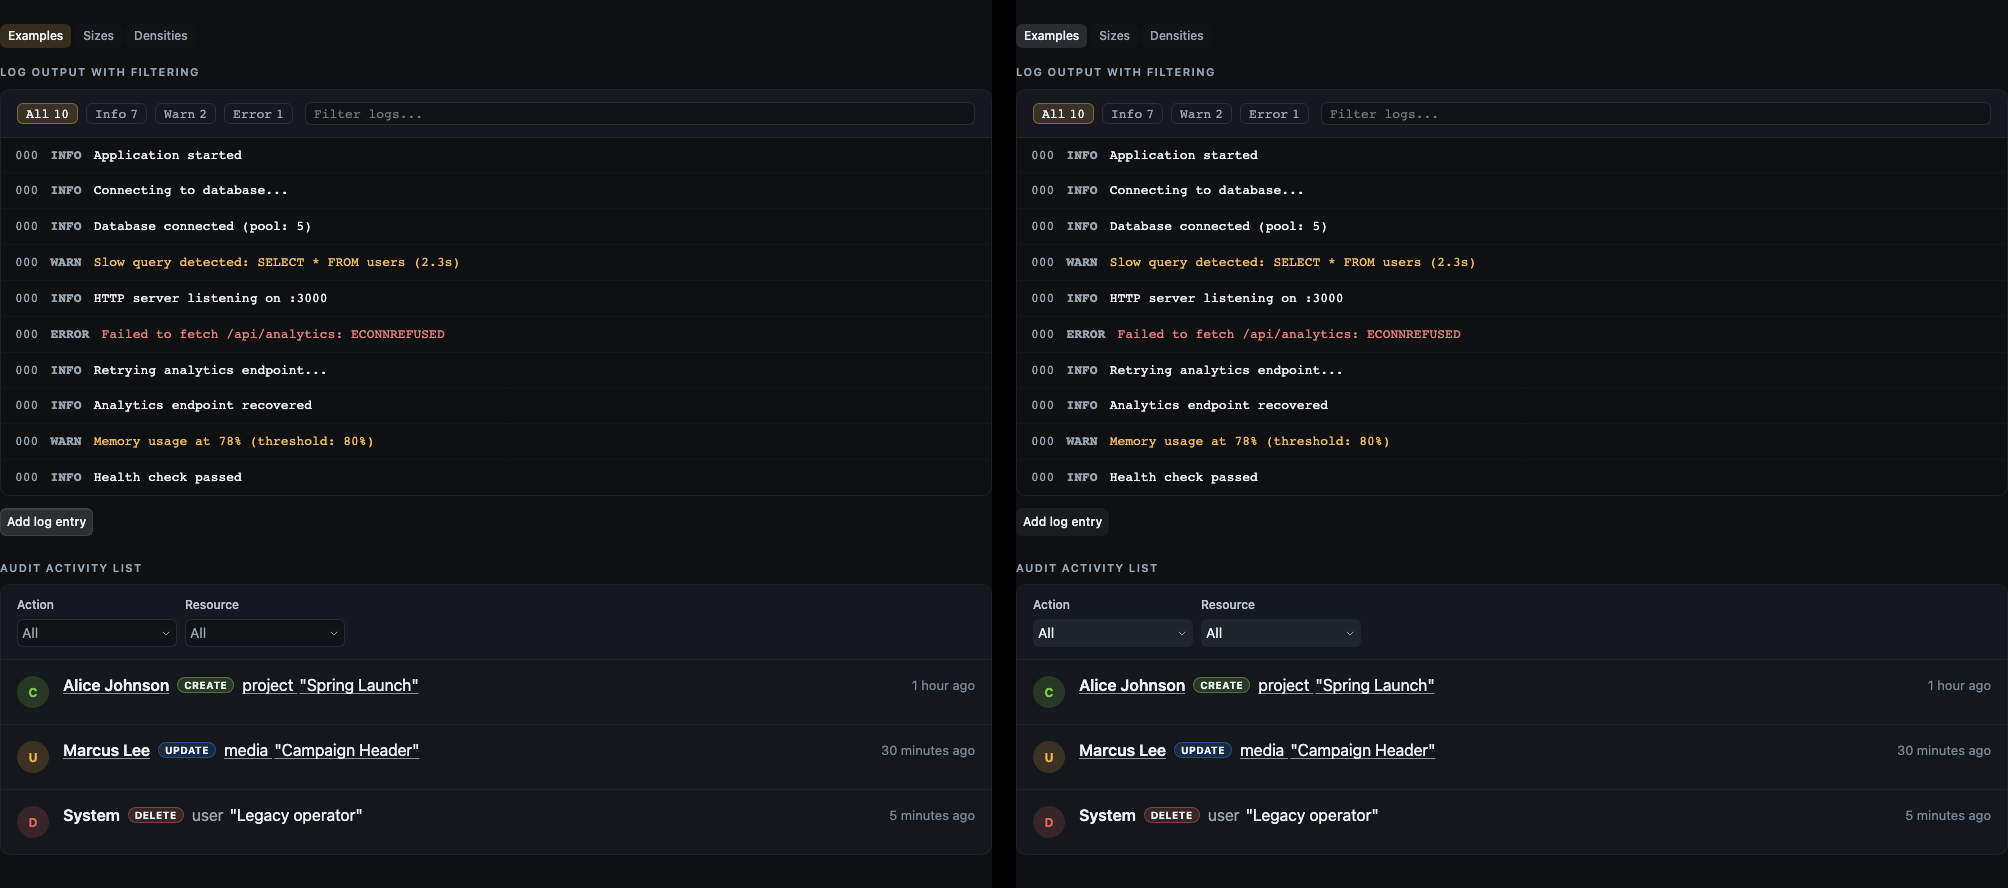 Examples Sizes Densities
LOG OUTPUT WITH FILTERING
All 10 Info 7 Warn 2 Error 1 Filter logs...
000 INFO Application started
000 INFO Connecting to database...
000 INFO Database connected (pool: 5)
000 WARN Slow query detected: SELECT * FROM users (2.3s)
000 INFO HTTP server listening on :3000
000 ERROR Failed to fetch /api/analytics: ECONNREFUSED
000 INFO Retrying analytics endpoint...
000 INFO Analytics endpoint recovered
000 WARN Memory usage at 78% (threshold: 80%)
000 INFO Health check passed
Add log entry
AUDIT ACTIVITY LIST
Action Resource
All All
C Alice Johnson CREATE project "Spring Launch" 1 hour ago
U Marcus Lee UPDATE media "Campaign Header" 30 minutes ago
D System DELETE user "Legacy operator" 5 minutes ago
Examples Sizes Densities
LOG OUTPUT WITH FILTERING
All 10 Info 7 Warn 2 Error 1 Filter logs...
000 INFO Application started
000 INFO Connecting to database...
000 INFO Database connected (pool: 5)
000 WARN Slow query detected: SELECT * FROM users (2.3s)
000 INFO HTTP server listening on :3000
000 ERROR Failed to fetch /api/analytics: ECONNREFUSED
000 INFO Retrying analytics endpoint...
000 INFO Analytics endpoint recovered
000 WARN Memory usage at 78% (threshold: 80%)
000 INFO Health check passed
Add log entry
AUDIT ACTIVITY LIST
Action Resource
All All
C Alice Johnson CREATE project "Spring Launch" 1 hour ago
U Marcus Lee UPDATE media "Campaign Header" 30 minutes ago
D System DELETE user "Legacy operator" 5 minutes ago